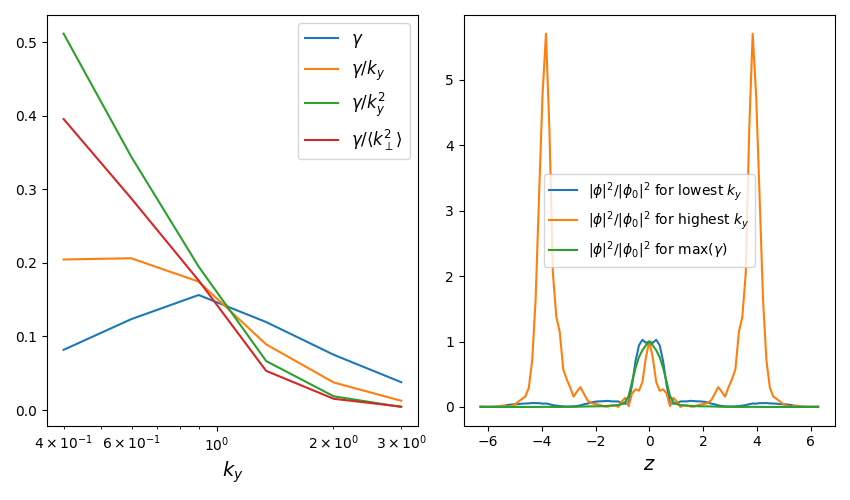 0.5
0.4
0.3
0.2
0.1
0.0
4 × 10⁻¹ 6 × 10⁻¹ 10⁰ 2 × 10⁰ 3 × 10⁰
k_y
γ
γ/k_y
γ/k_y²
γ/⟨k_⊥²⟩
5
4
3
2
1
0
−6 −4 −2 0 2 4 6
z
|ϕ|²/|ϕ₀|² for lowest k_y
|ϕ|²/|ϕ₀|² for highest k_y
|ϕ|²/|ϕ₀|² for max(γ)